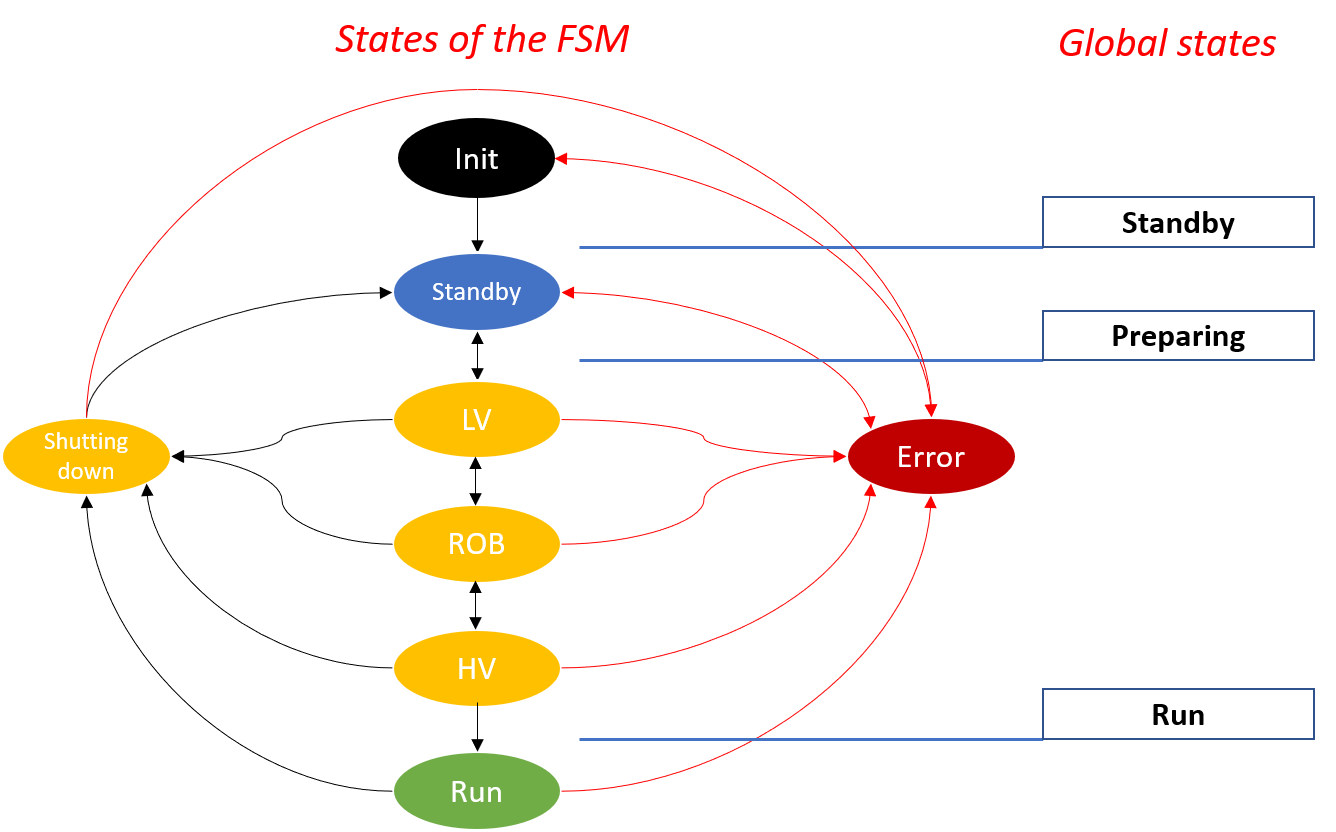 States of the FSM
Global states
Init
Standby
Standby
Preparing
LV
Shutting
down
Error
ROB
HV
Run
Run